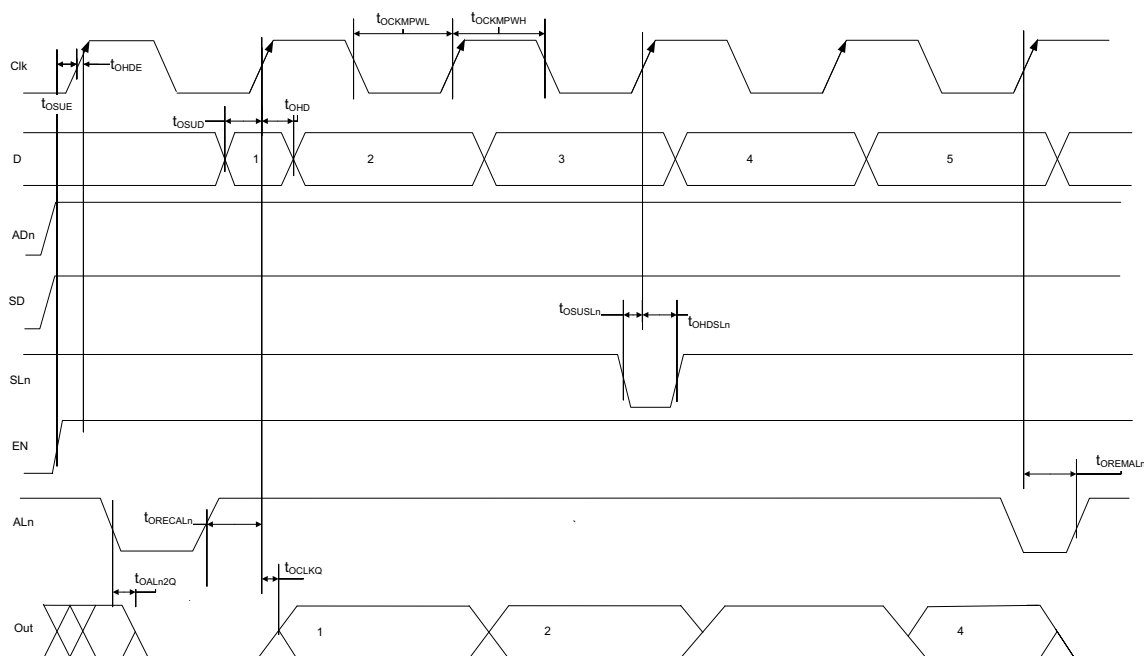 tOCKMPWL tOCKMPWH
Clk
tOHDE
tOSUE
tOSUD
tOHD
D
1 2 3 4 5
ADn
SD
tOSUSLn
tOHDSLn
SLn
EN
tOREMALn
ALn
tORECALn
tOALn2Q
tOCLKQ
Out
1 2 4